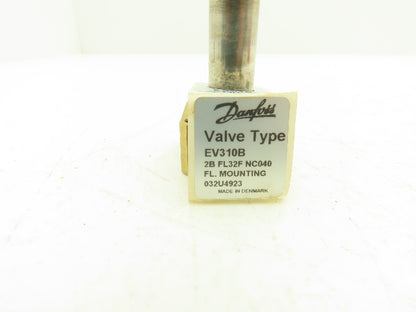 Danfoss
Valve Type
EV310B
2B FL32F NC040
FL. MOUNTING
032U4923
MADE IN DENMARK